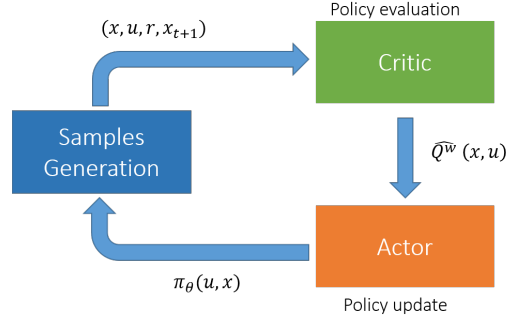 Policy evaluation
(x, u, r, x_{t+1})
Critic
Samples
Generation
\widehat{Q^w} (x, u)
Actor
π_θ(u, x)
Policy update